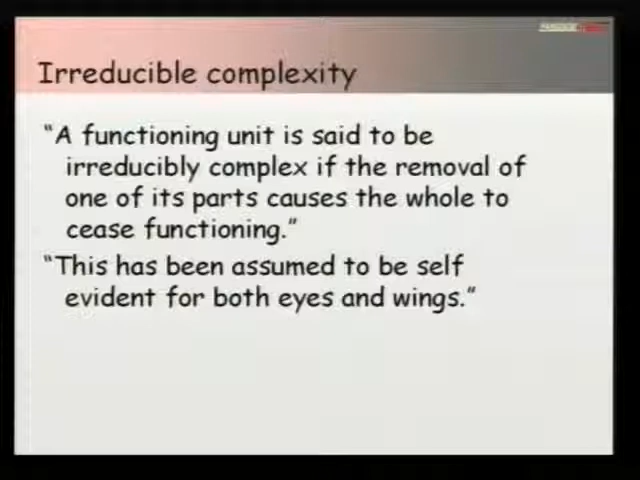 Irreducible complexity
“A functioning unit is said to be
irreducibly complex if the removal of
one of its parts causes the whole to
cease functioning.”
“This has been assumed to be self
evident for both eyes and wings.”